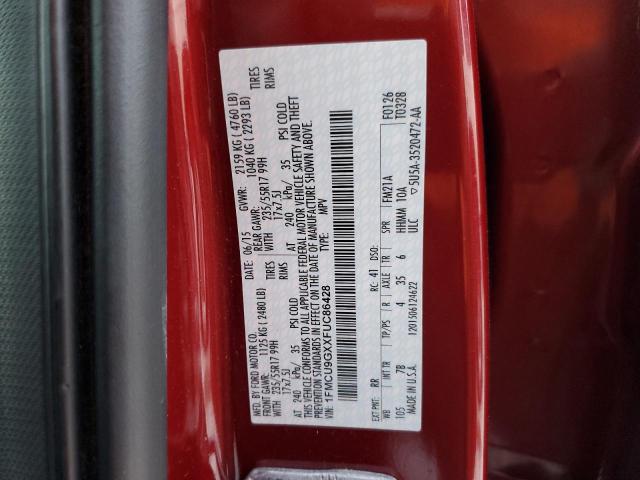 MFD. BY FORD MOTOR CO.
DATE: 06/15 GVWR: 2159 KG ( 4760 LB)
FRONT GAWR: 1125 KG ( 2480 LB) REAR GAWR: 1040 KG ( 2293 LB)
WITH 235/55R17 99H TIRES WITH 235/55R17 99H TIRES
17x7.5J RIMS 17x7.5J RIMS
AT 240 kPa/ 35 PSI COLD AT 240 kPa/ 35 PSI COLD
THIS VEHICLE CONFORMS TO ALL APPLICABLE FEDERAL MOTOR VEHICLE SAFETY AND THEFT
PREVENTION STANDARDS IN EFFECT ON THE DATE OF MANUFACTURE SHOWN ABOVE.
VIN: 1FMCU9GXXFUC86428 TYPE: MPV
EXT PNT: RR RC: 41 DSO: F0126
WB INT TR TP/PS R AXLE TR SPR FM21A T0328
105 7B 4 35 6 HHMM 10A
MADE IN U.S.A. 1201506124622 ULC ▽5U5A-3520472-AA